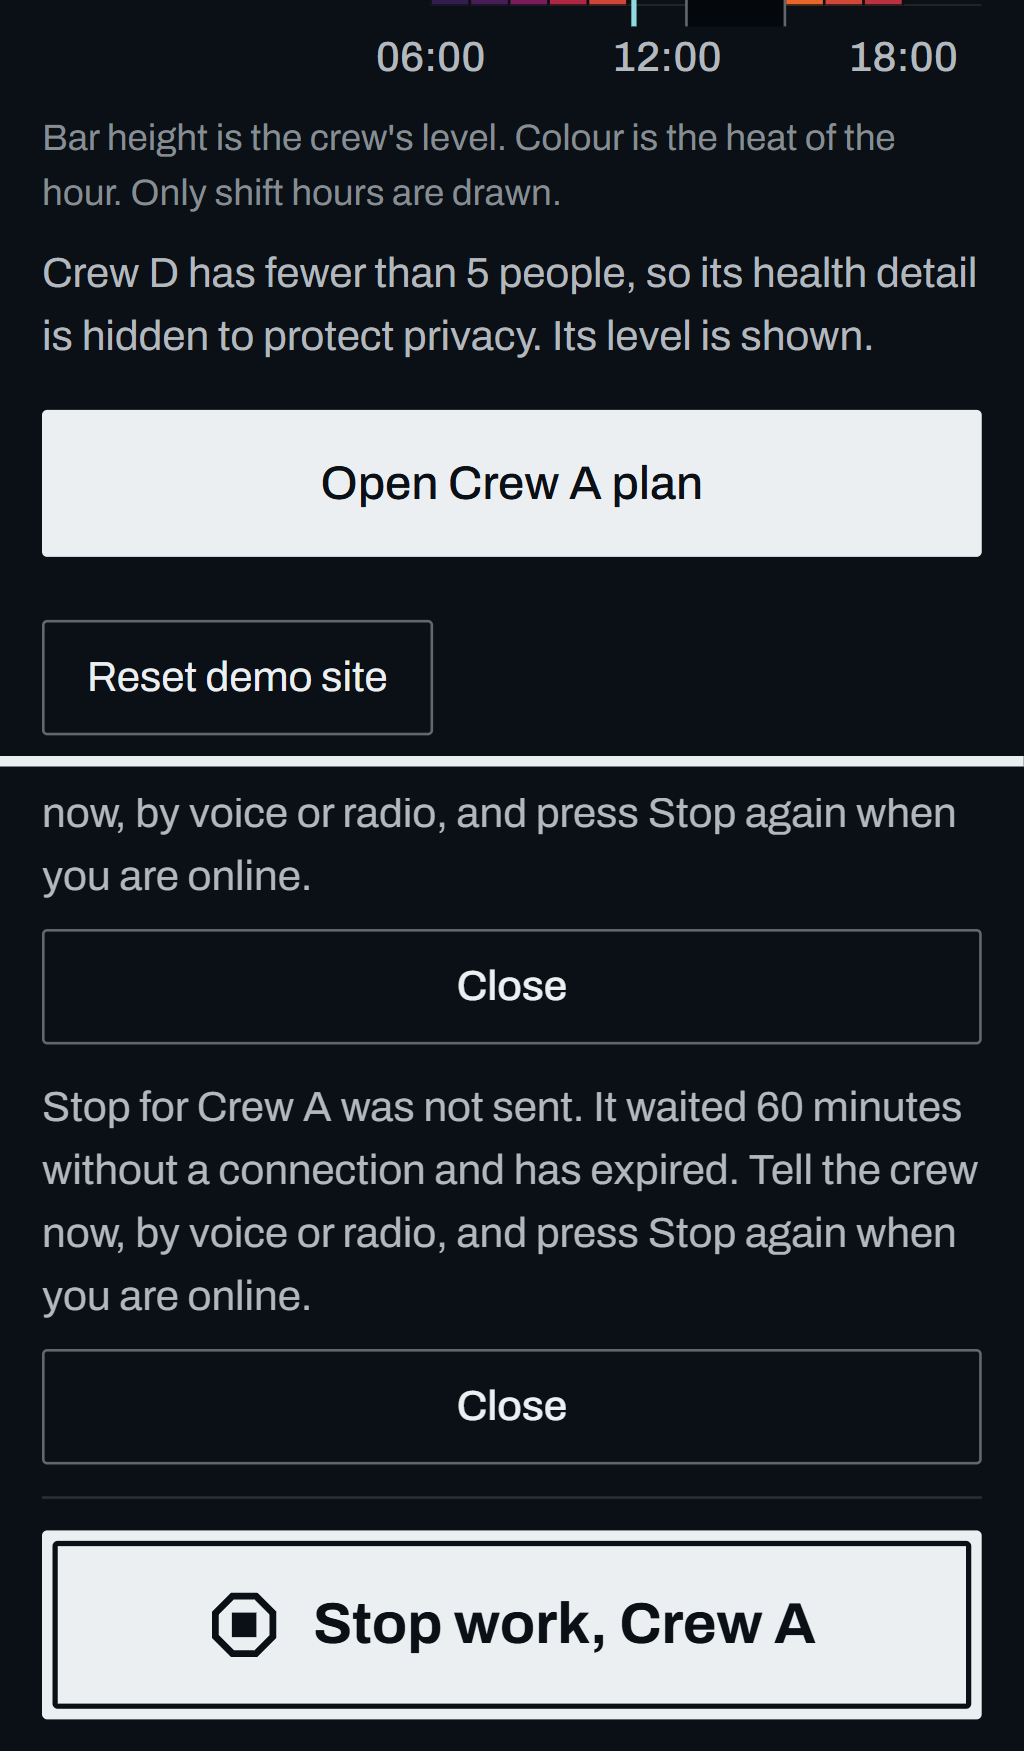 06:00 12:00 18:00
Bar height is the crew's level. Colour is the heat of the
hour. Only shift hours are drawn.
Crew D has fewer than 5 people, so its health detail
is hidden to protect privacy. Its level is shown.
Open Crew A plan
Reset demo site
now, by voice or radio, and press Stop again when
you are online.
Close
Stop for Crew A was not sent. It waited 60 minutes
without a connection and has expired. Tell the crew
now, by voice or radio, and press Stop again when
you are online.
Close
Stop work, Crew A